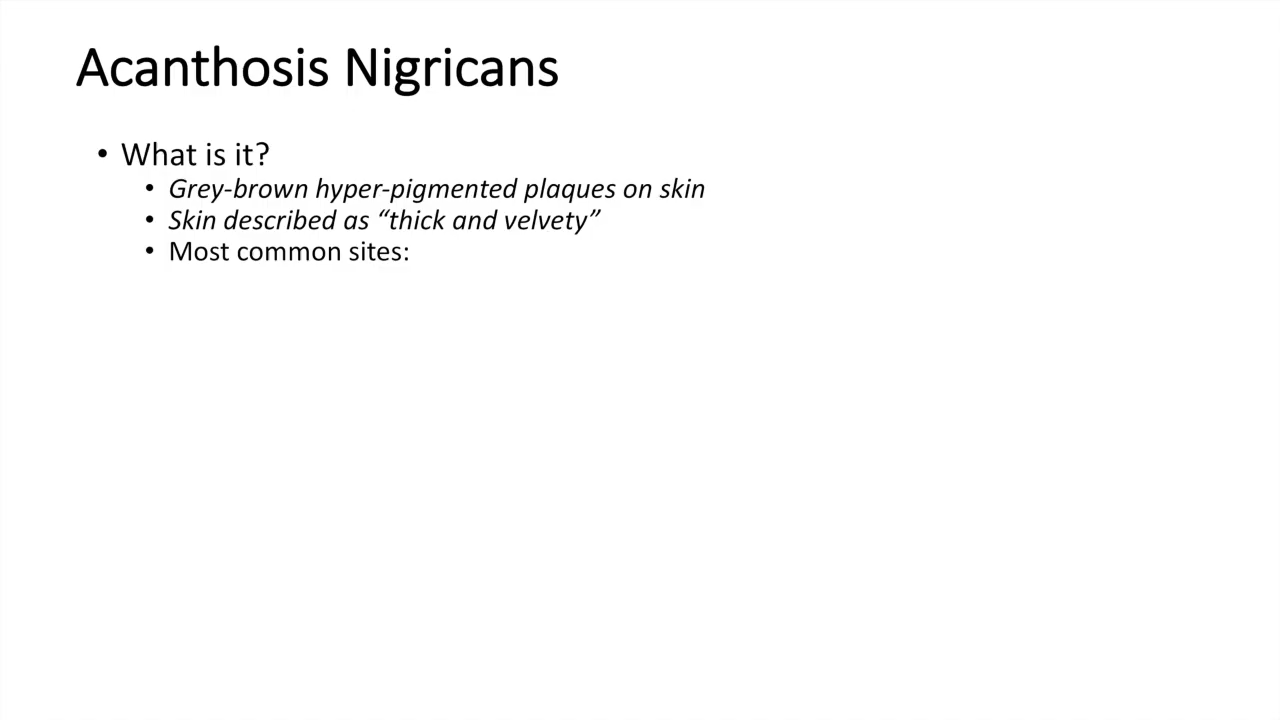 Acanthosis Nigricans
• What is it?
• Grey-brown hyper-pigmented plaques on skin
• Skin described as “thick and velvety”
• Most common sites: